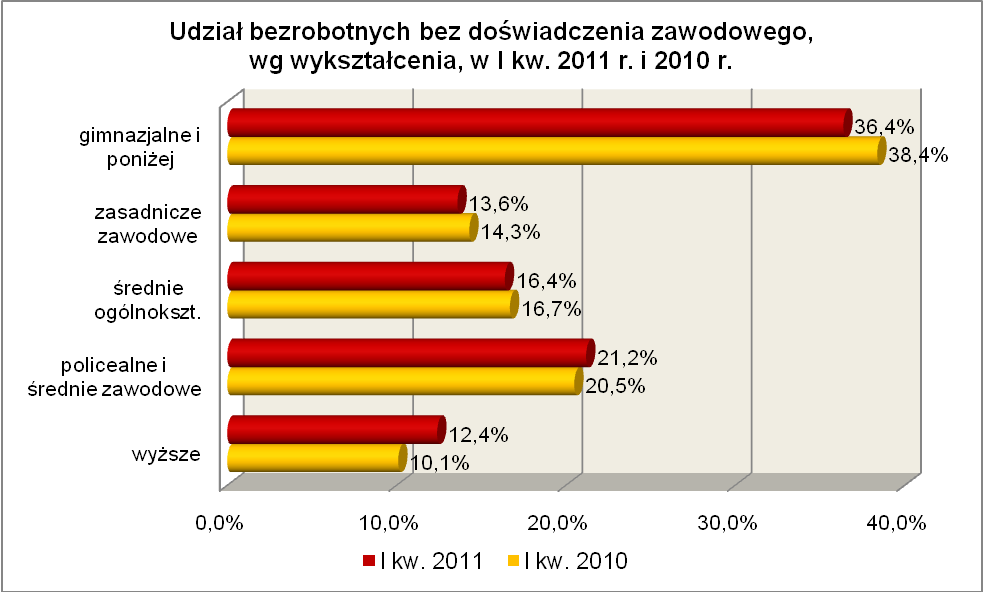 Udział bezrobotnych bez doświadczenia zawodowego,
wg wykształcenia, w I kw. 2011 r. i 2010 r.
gimnazjalne i
poniżej
36,4%
38,4%
zasadnicze
zawodowe
13,6%
14,3%
średnie
ogólnokszt.
16,4%
16,7%
policealne i
średnie zawodowe
21,2%
20,5%
wyższe
12,4%
10,1%
0,0% 10,0% 20,0% 30,0% 40,0%
I kw. 2011 I kw. 2010